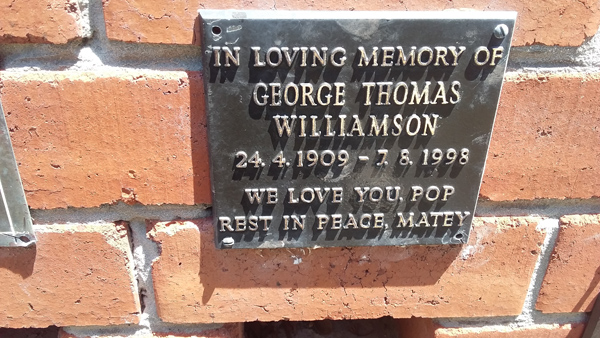 IN LOVING MEMORY OF
GEORGE THOMAS
WILLIAMSON
24. 4. 1909 - 7. 8. 1998
WE LOVE YOU, POP
REST IN PEACE, MATEY